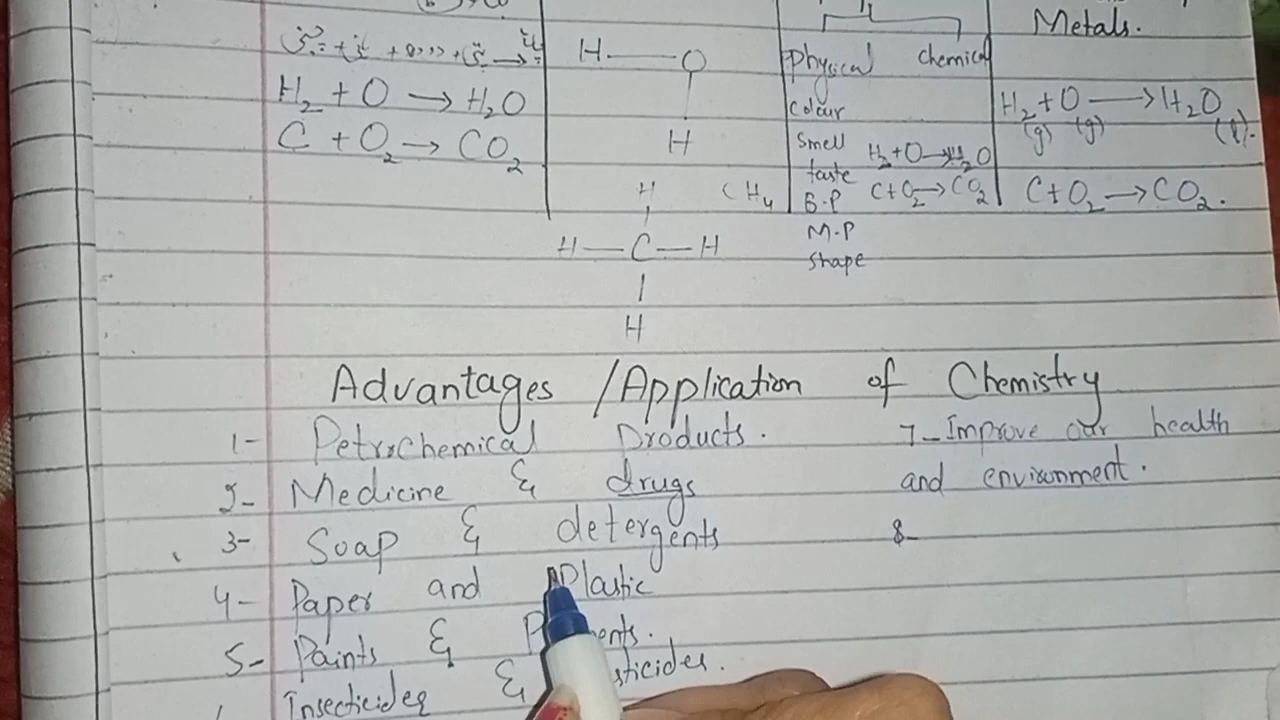 Metals.
H₂ + O → H₂O
C + O₂ → CO₂
H — O
H
Physical chemical
colour
smell
taste
B.P
M.P
shape
H₂+O→H₂O
C+O₂→CO₂
H₂ + O → H₂O
(g) (g) (l).
C+O₂ → CO₂.
CH₄
H
H — C — H
H
Advantages / Application of Chemistry
1- Petrochemical Products.
2- Medicine & drugs
3- Soap & detergents
4- Paper and Plastic
5- Paints &
Insecticides &
7- Improve our health
and environment.
8-